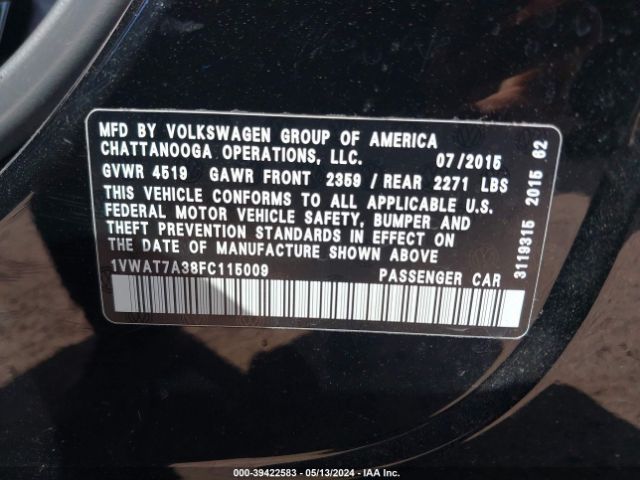 MFD BY VOLKSWAGEN GROUP OF AMERICA
CHATTANOOGA OPERATIONS, LLC. 07/2015
GVWR 4519 GAWR FRONT 2359 / REAR 2271 LBS
THIS VEHICLE CONFORMS TO ALL APPLICABLE U.S.
FEDERAL MOTOR VEHICLE SAFETY, BUMPER AND
THEFT PREVENTION STANDARDS IN EFFECT ON
THE DATE OF MANUFACTURE SHOWN ABOVE
1VWAT7A38FC115009 PASSENGER CAR
3119315 2015 62
000-39422583 - 05/13/2024 - IAA Inc.